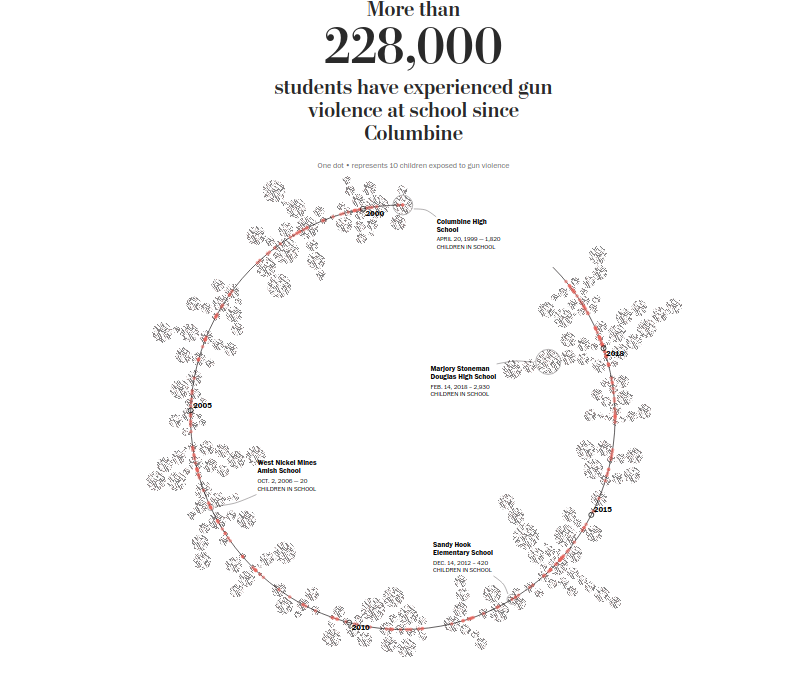 More than
228,000
students have experienced gun
violence at school since
Columbine
One dot • represents 10 children exposed to gun violence
2000
Columbine High
School
APRIL 20, 1999 — 1,820
CHILDREN IN SCHOOL
2018
Marjory Stoneman
Douglas High School
FEB. 14, 2018 – 2,930
CHILDREN IN SCHOOL
2005
West Nickel Mines
Amish School
OCT. 2, 2006 — 20
CHILDREN IN SCHOOL
2015
Sandy Hook
Elementary School
DEC. 14, 2012 – 420
CHILDREN IN SCHOOL
2010